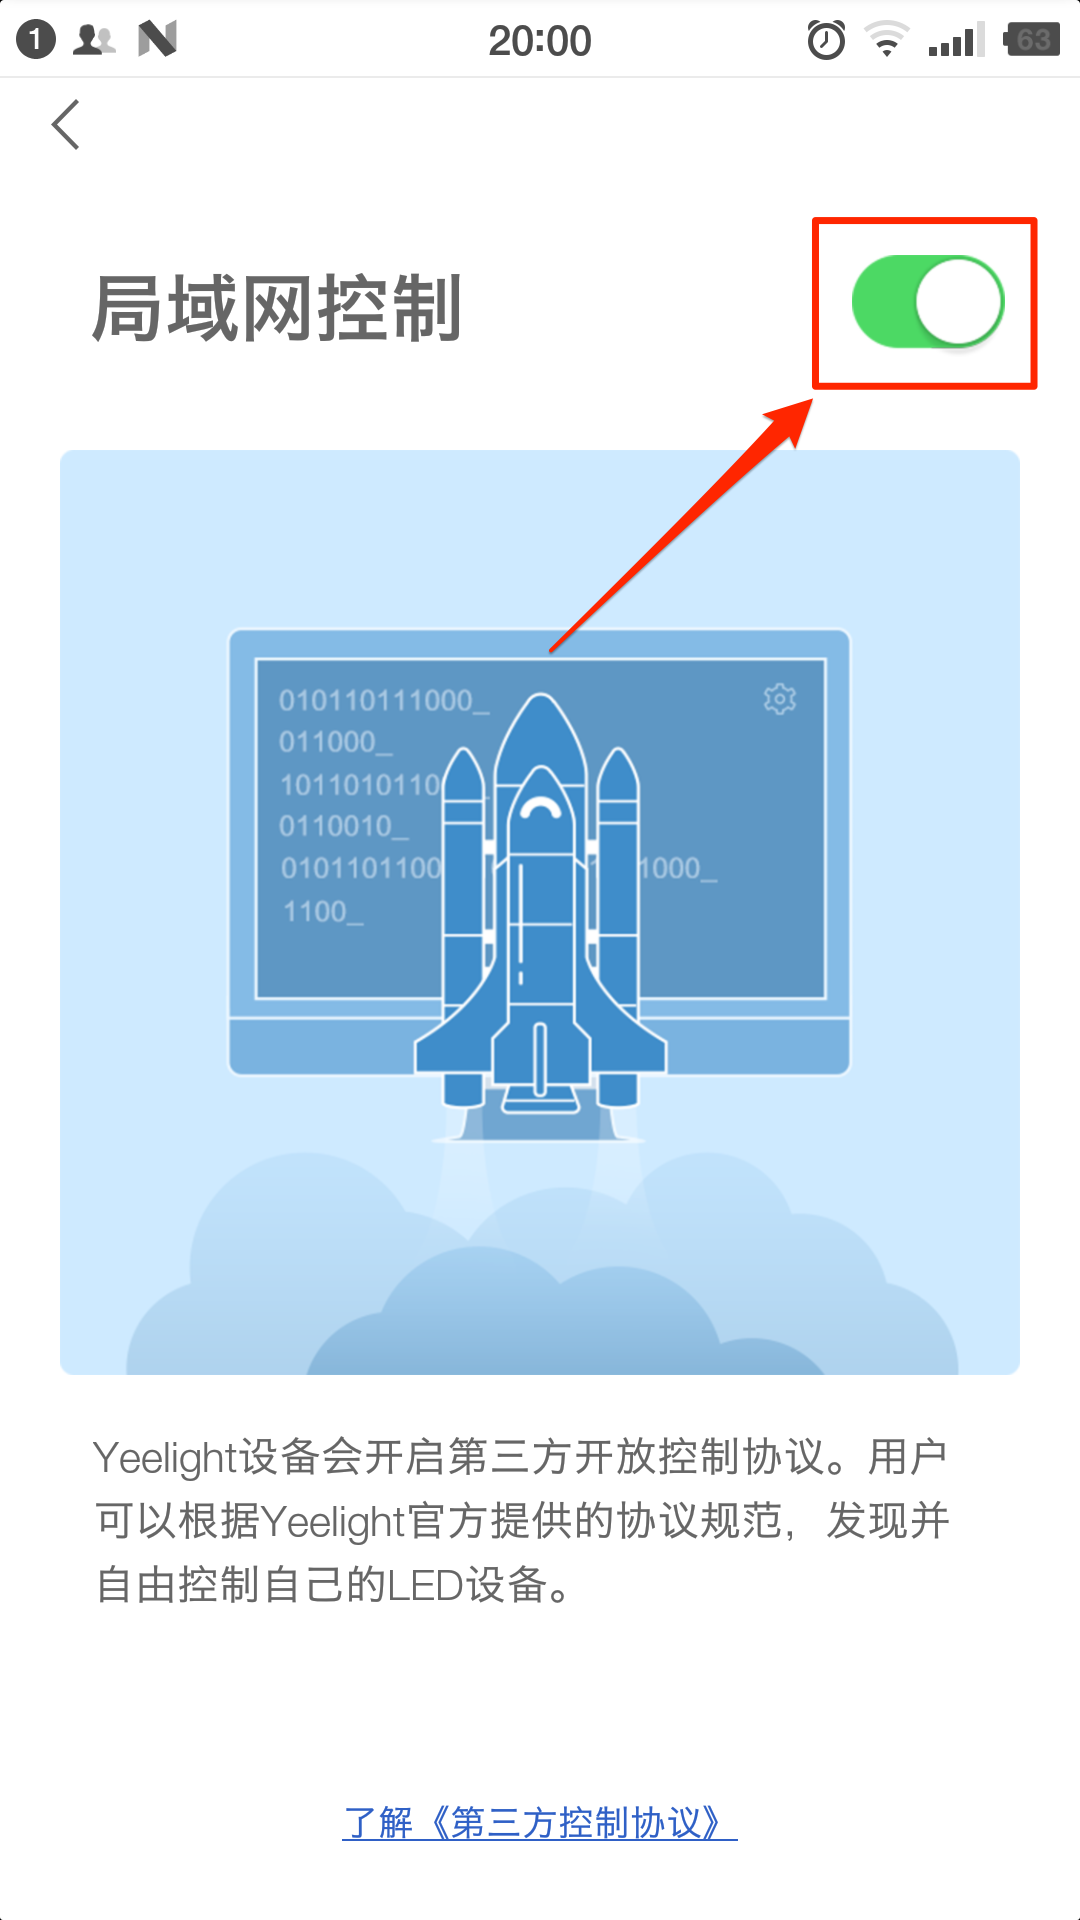 1
20:00
63
局域网控制
010110111000_
011000_
1011010110
0110010_
0101101100 1 1000_
1100_
Yeelight设备会开启第三方开放控制协议。用户
可以根据Yeelight官方提供的协议规范，发现并
自由控制自己的LED设备。
了解《第三方控制协议》